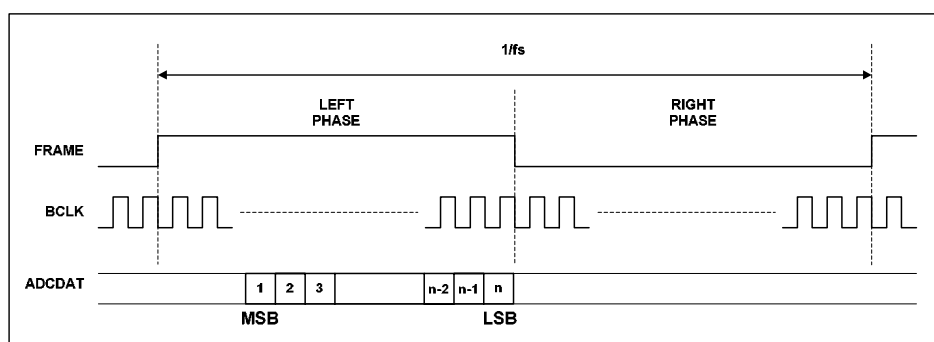 1/fs
LEFT
PHASE
RIGHT
PHASE
FRAME
BCLK
ADCDAT
1 2 3 n-2 n-1 n
MSB LSB